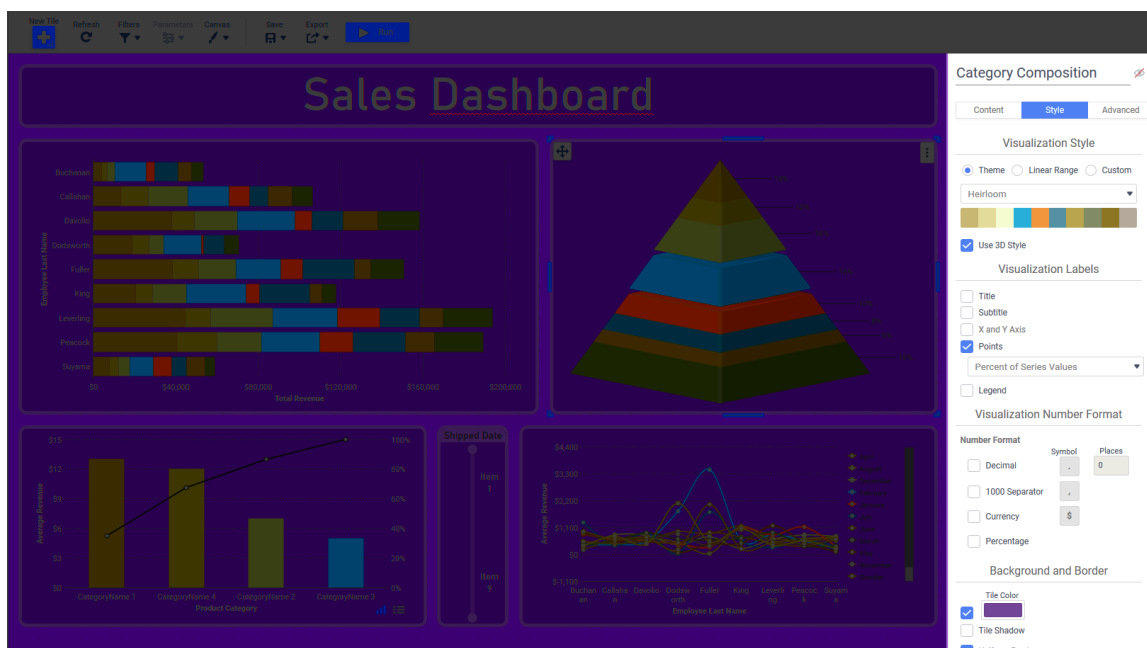 New Tile Refresh Filters Parameters Canvas Save Export Run
Sales Dashboard
Employee Last Name
Buchanan
Callahan
Davolio
Dodsworth
Fuller
King
Leverling
Peacock
Suyama
$0 $40,000 $80,000 $120,000 $160,000 $200,000
Total Revenue
Average Revenue
$15 100%
$12 80%
$9 60%
$6 40%
$3 20%
$0 0%
CategoryName 1 CategoryName 4 CategoryName 2 CategoryName 3
Product Category
Shipped Date
Item
1
Item
9
Average Revenue
$4,400
$3,300
$2,200
$1,100
$0
$-1,100
Buchan Callaha Davolio Dodsw Fuller King Leverli Peacoc Suyam
an n orth ng k a
Employee Last Name
Category Composition
Content Style Advanced
Visualization Style
Theme Linear Range Custom
Heirloom
Use 3D Style
Visualization Labels
Title
Subtitle
X and Y Axis
Points
Percent of Series Values
Legend
Visualization Number Format
Number Format
Symbol Places
Decimal . 0
1000 Separator ,
Currency $
Percentage
Background and Border
Tile Color
Tile Shadow